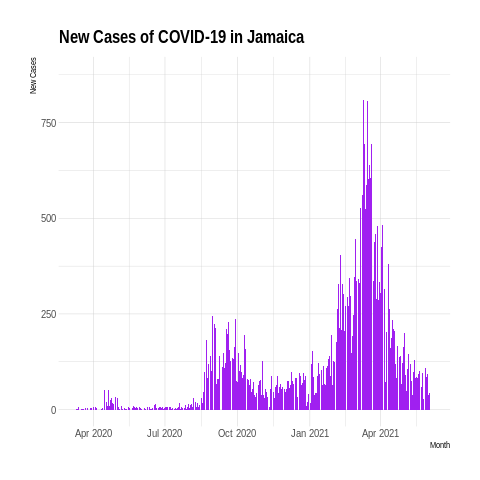 New Cases of COVID-19 in Jamaica
New Cases
750
500
250
0
Apr 2020
Jul 2020
Oct 2020
Jan 2021
Apr 2021
Month